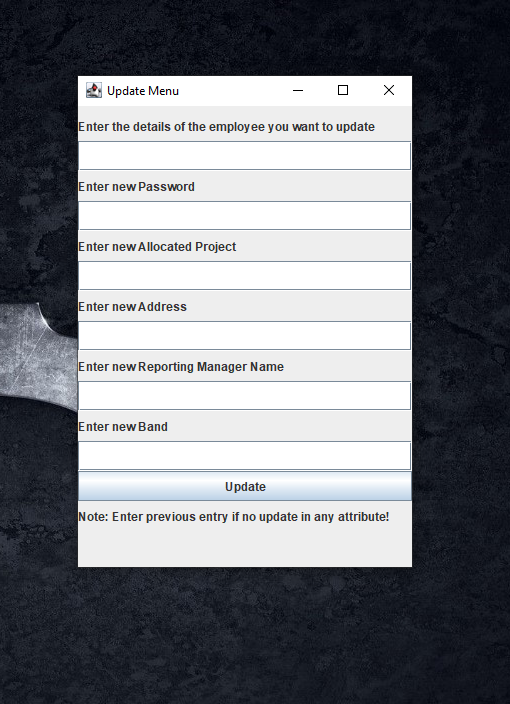 Update Menu
Enter the details of the employee you want to update
Enter new Password
Enter new Allocated Project
Enter new Address
Enter new Reporting Manager Name
Enter new Band
Update
Note: Enter previous entry if no update in any attribute!